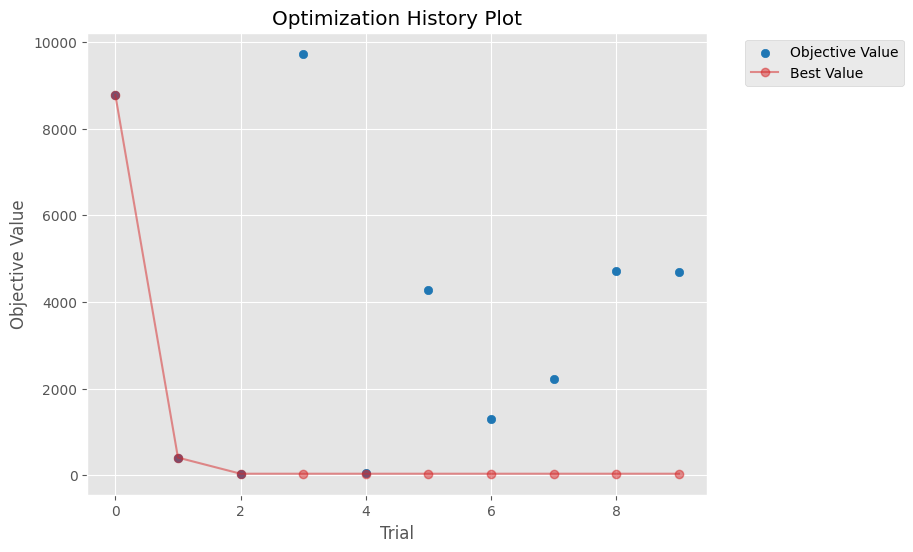 Optimization History Plot
Objective Value
Best Value
Objective Value
10000
8000
6000
4000
2000
0
0 2 4 6 8
Trial